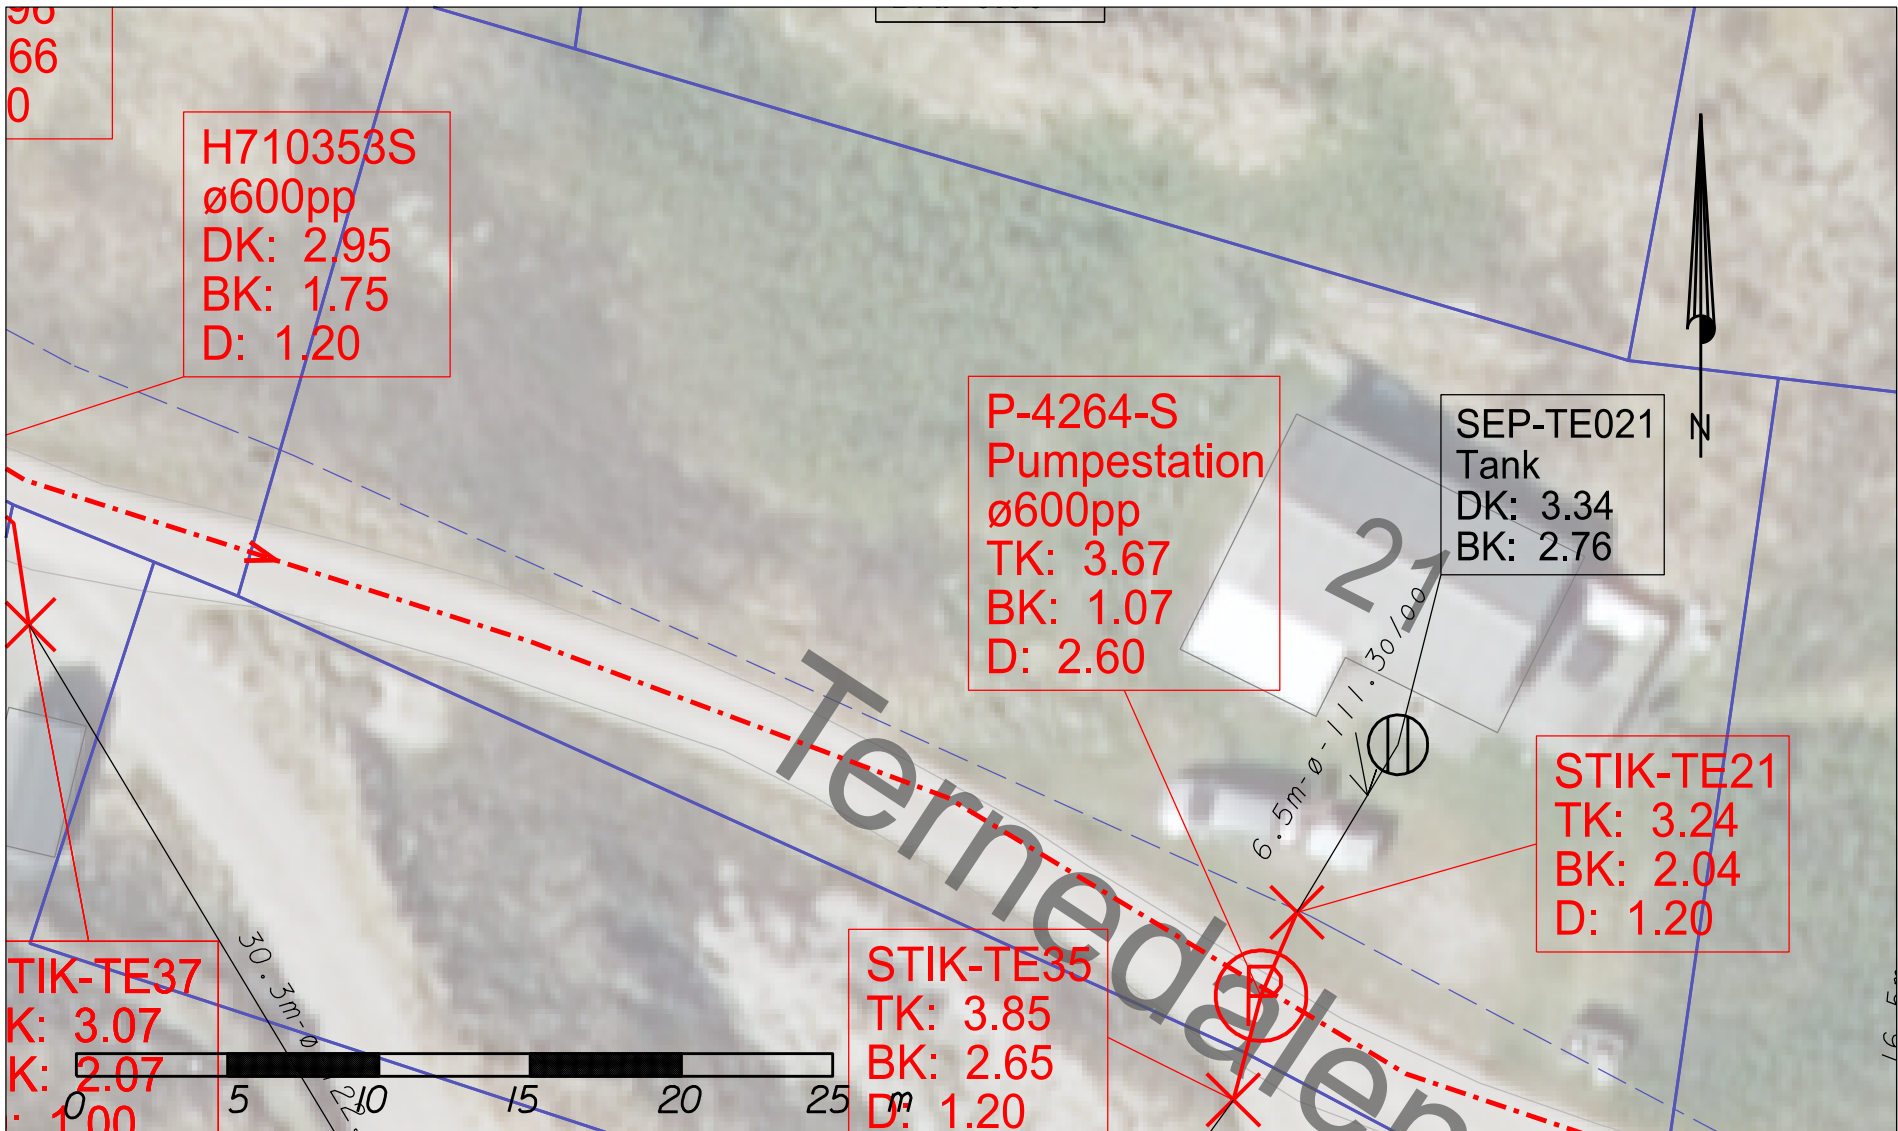 96
66
0
H710353S
ø600pp
DK: 2.95
BK: 1.75
D: 1.20
P-4264-S
Pumpestation
ø600pp
TK: 3.67
BK: 1.07
D: 2.60
SEP-TE021
Tank
DK: 3.34
BK: 2.76
N
21
6.5m-ø-111.30/00
STIK-TE21
TK: 3.24
BK: 2.04
D: 1.20
Ternedalen
P
TIK-TE37
K: 3.07
K: 2.07
: 1.00
30.3m-ø
STIK-TE35
TK: 3.85
BK: 2.65
D: 1.20
0 5 10 15 20 25 m